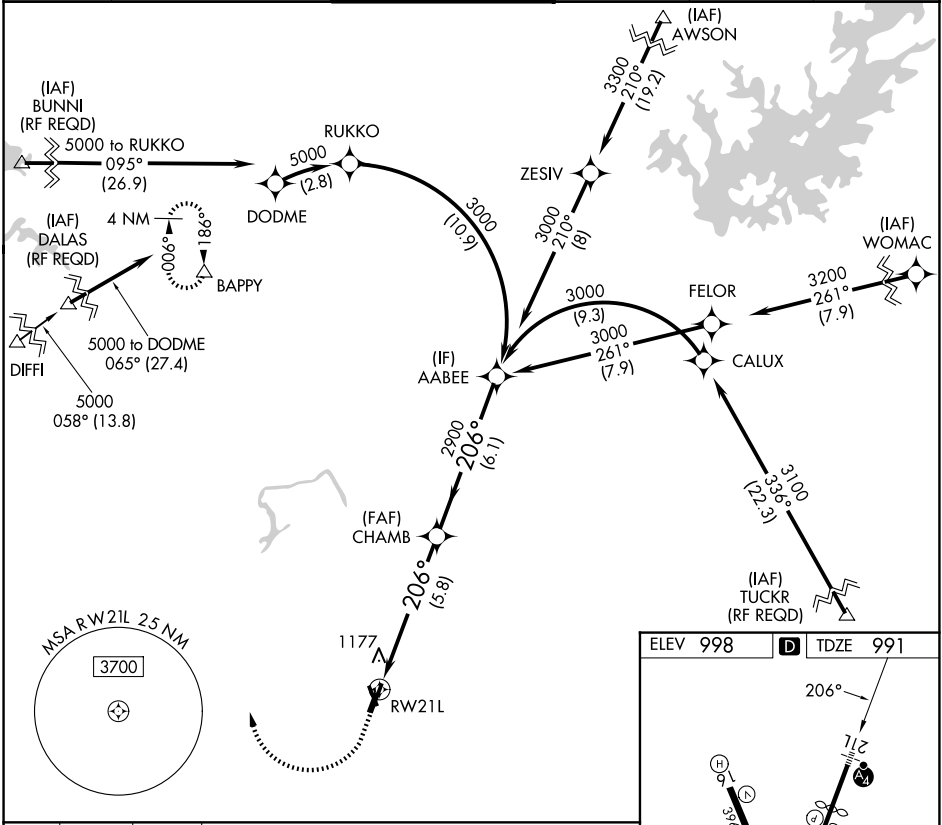 (IAF)
AWSON
3300
210°
(19.2)
(IAF)
BUNNI
(RF REQD)
5000 to RUKKO
095°
(26.9)
RUKKO
5000
(2.8)
DODME
3000
(10.9)
ZESIV
3000
210°
(8)
(IAF)
DALAS
(RF REQD)
4 NM
006°
186°
BAPPY
5000 to DODME
065° (27.4)
DIFFI
5000
058° (13.8)
(IAF)
WOMAC
3200
261°
(7.9)
FELOR
3000
(9.3)
3000
261°
(7.9)
CALUX
(IF)
AABEE
2900
206°
(6.1)
3100
336°
(22.3)
(FAF)
CHAMB
206°
(5.8)
(IAF)
TUCKR
(RF REQD)
1177
RW21L
MSA RW21L 25 NM
3700
ELEV 998 D TDZE 991
206°
21L
A4
H
16
V
P